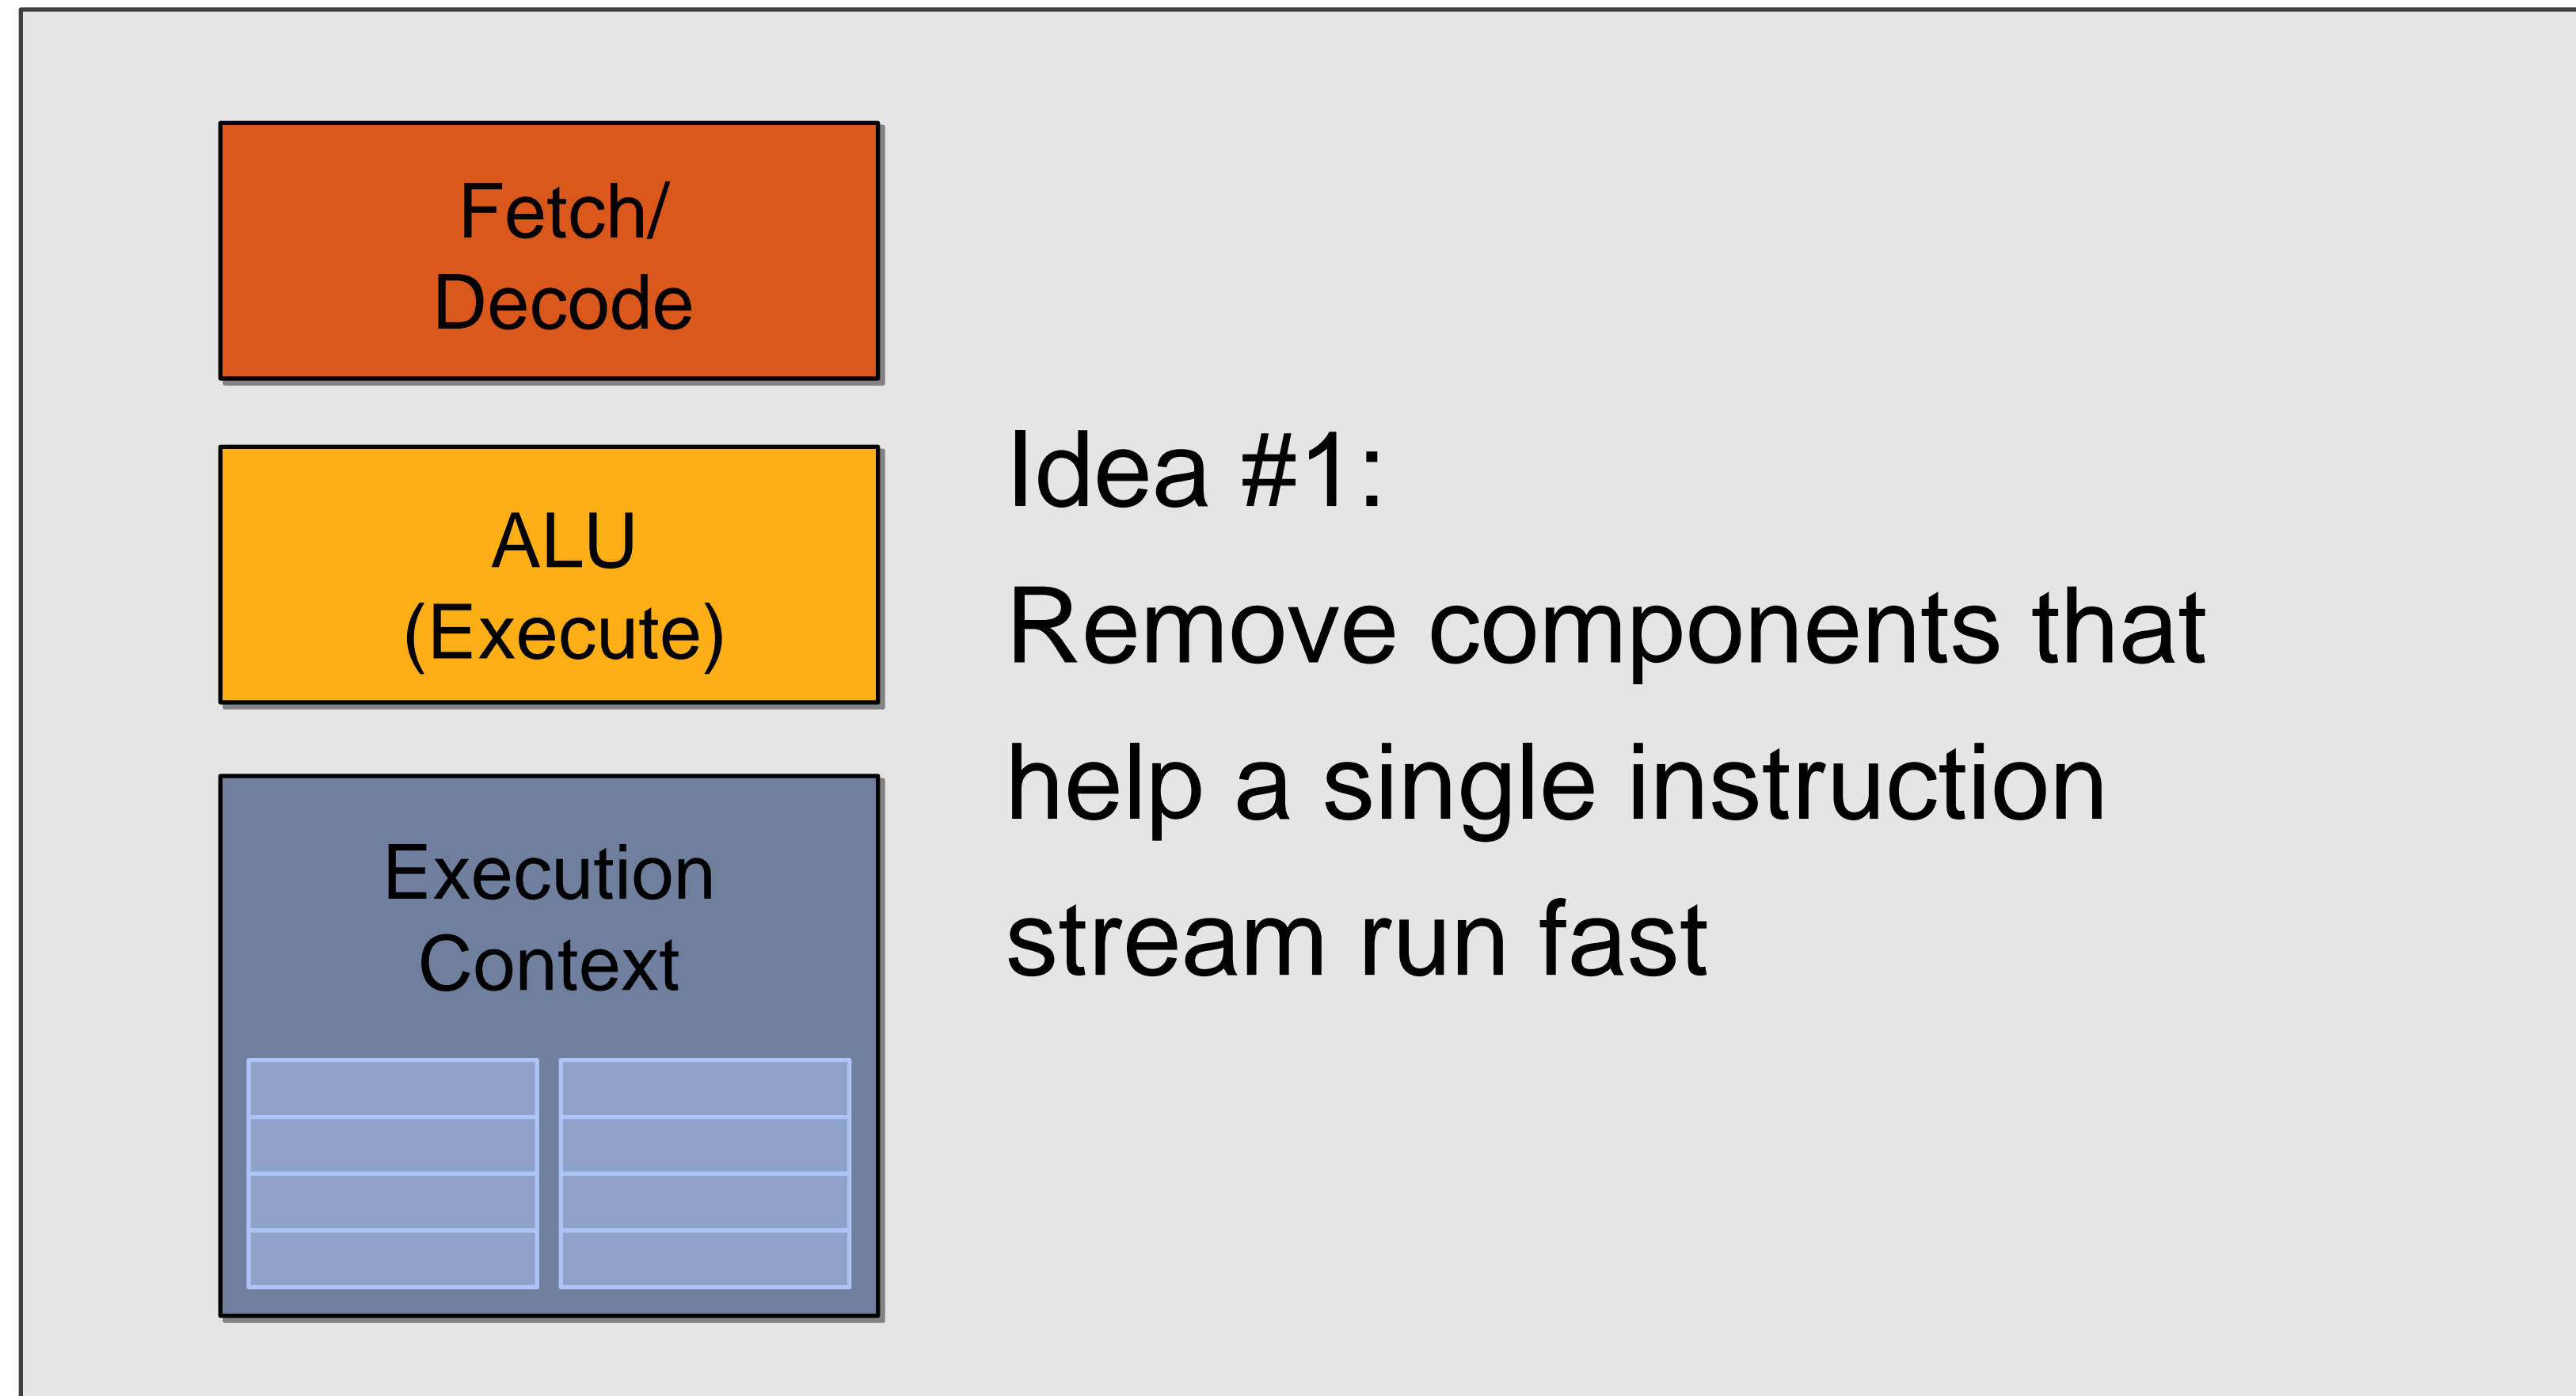 Fetch/
Decode
ALU
(Execute)
Execution
Context
Idea #1:
Remove components that
help a single instruction
stream run fast